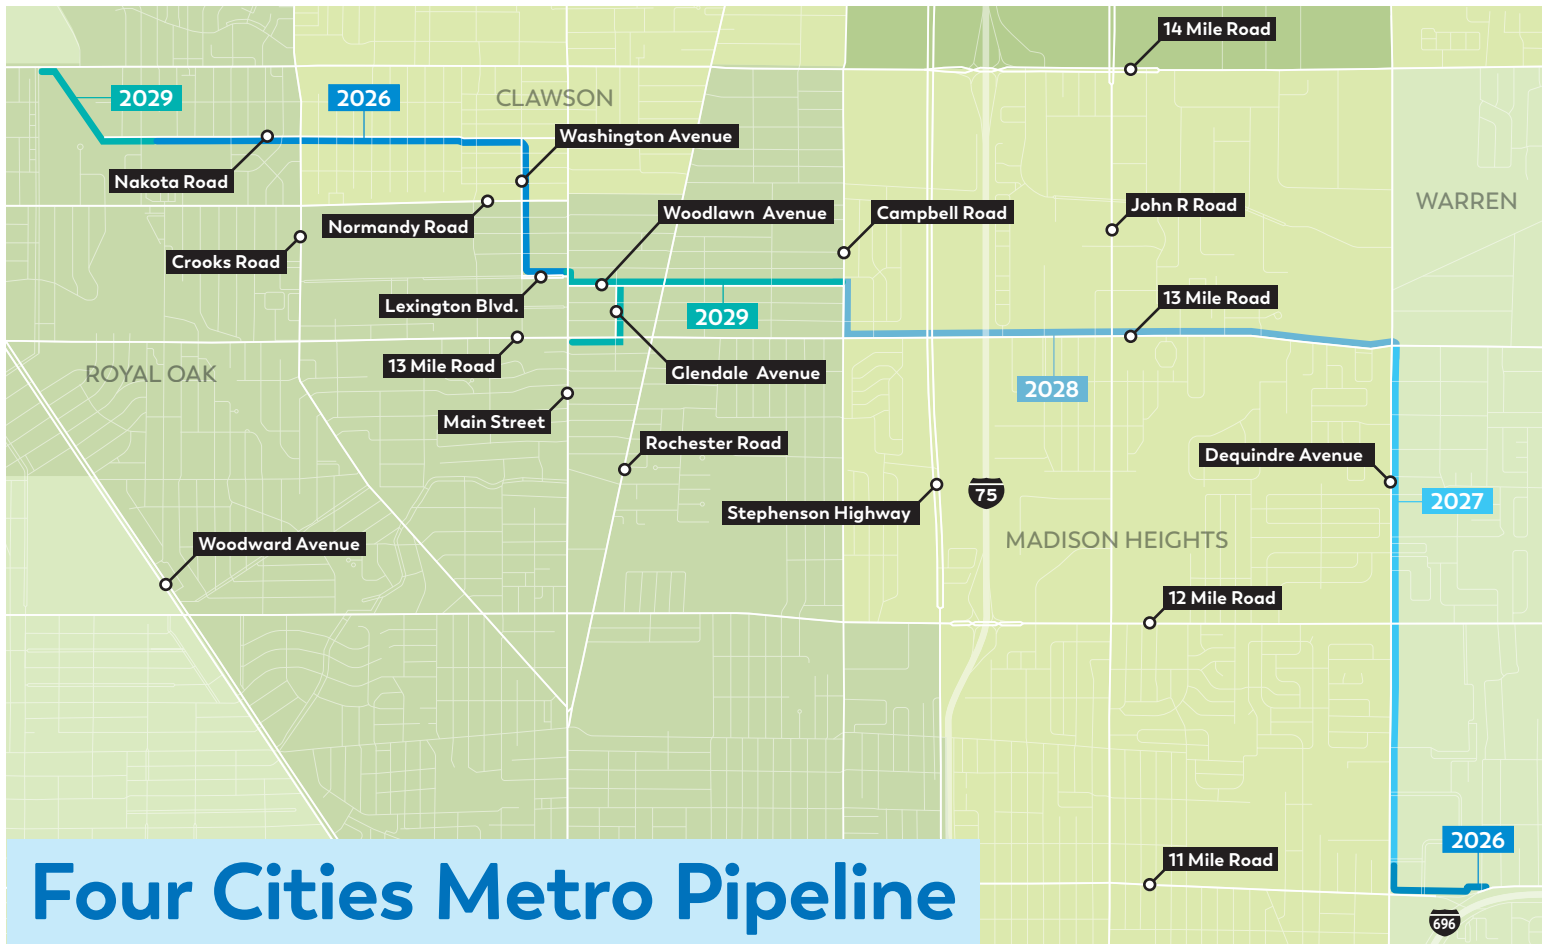 14 Mile Road
2029
2026
CLAWSON
Washington Avenue
Nakota Road
WARREN
John R Road
Woodlawn Avenue
Campbell Road
Normandy Road
Crooks Road
Lexington Blvd.
13 Mile Road
2029
13 Mile Road
ROYAL OAK
Glendale Avenue
2028
Main Street
Rochester Road
Dequindre Avenue
75
2027
Stephenson Highway
MADISON HEIGHTS
Woodward Avenue
12 Mile Road
2026
11 Mile Road
Four Cities Metro Pipeline
696